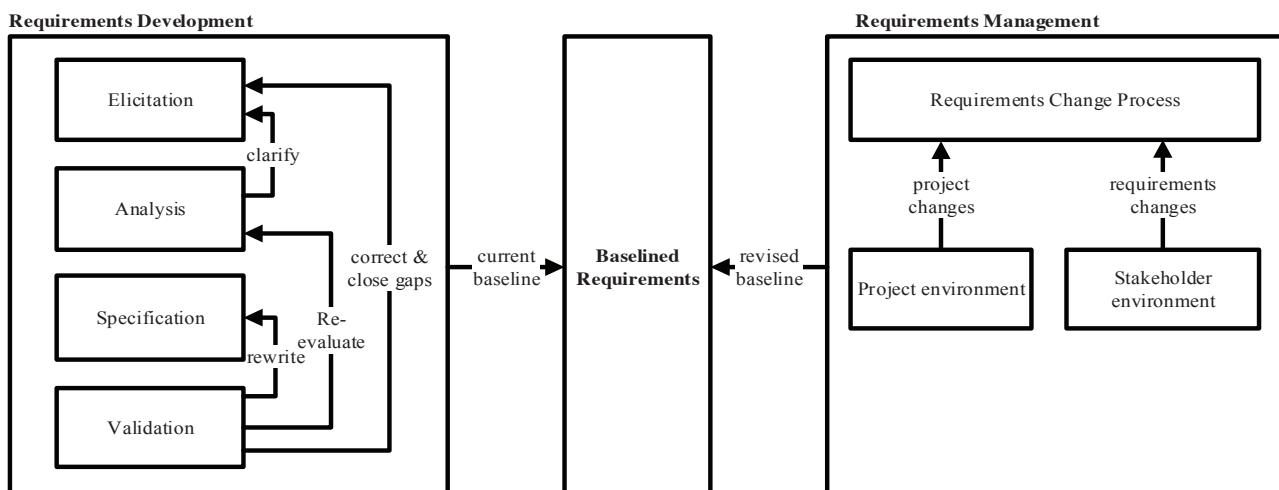 Requirements Development
Elicitation
clarify
Analysis
Specification
rewrite
Validation
Re-
evaluate
correct &
close gaps
current
baseline
Baselined
Requirements
revised
baseline
Requirements Management
Requirements Change Process
project
changes
requirements
changes
Project environment
Stakeholder
environment